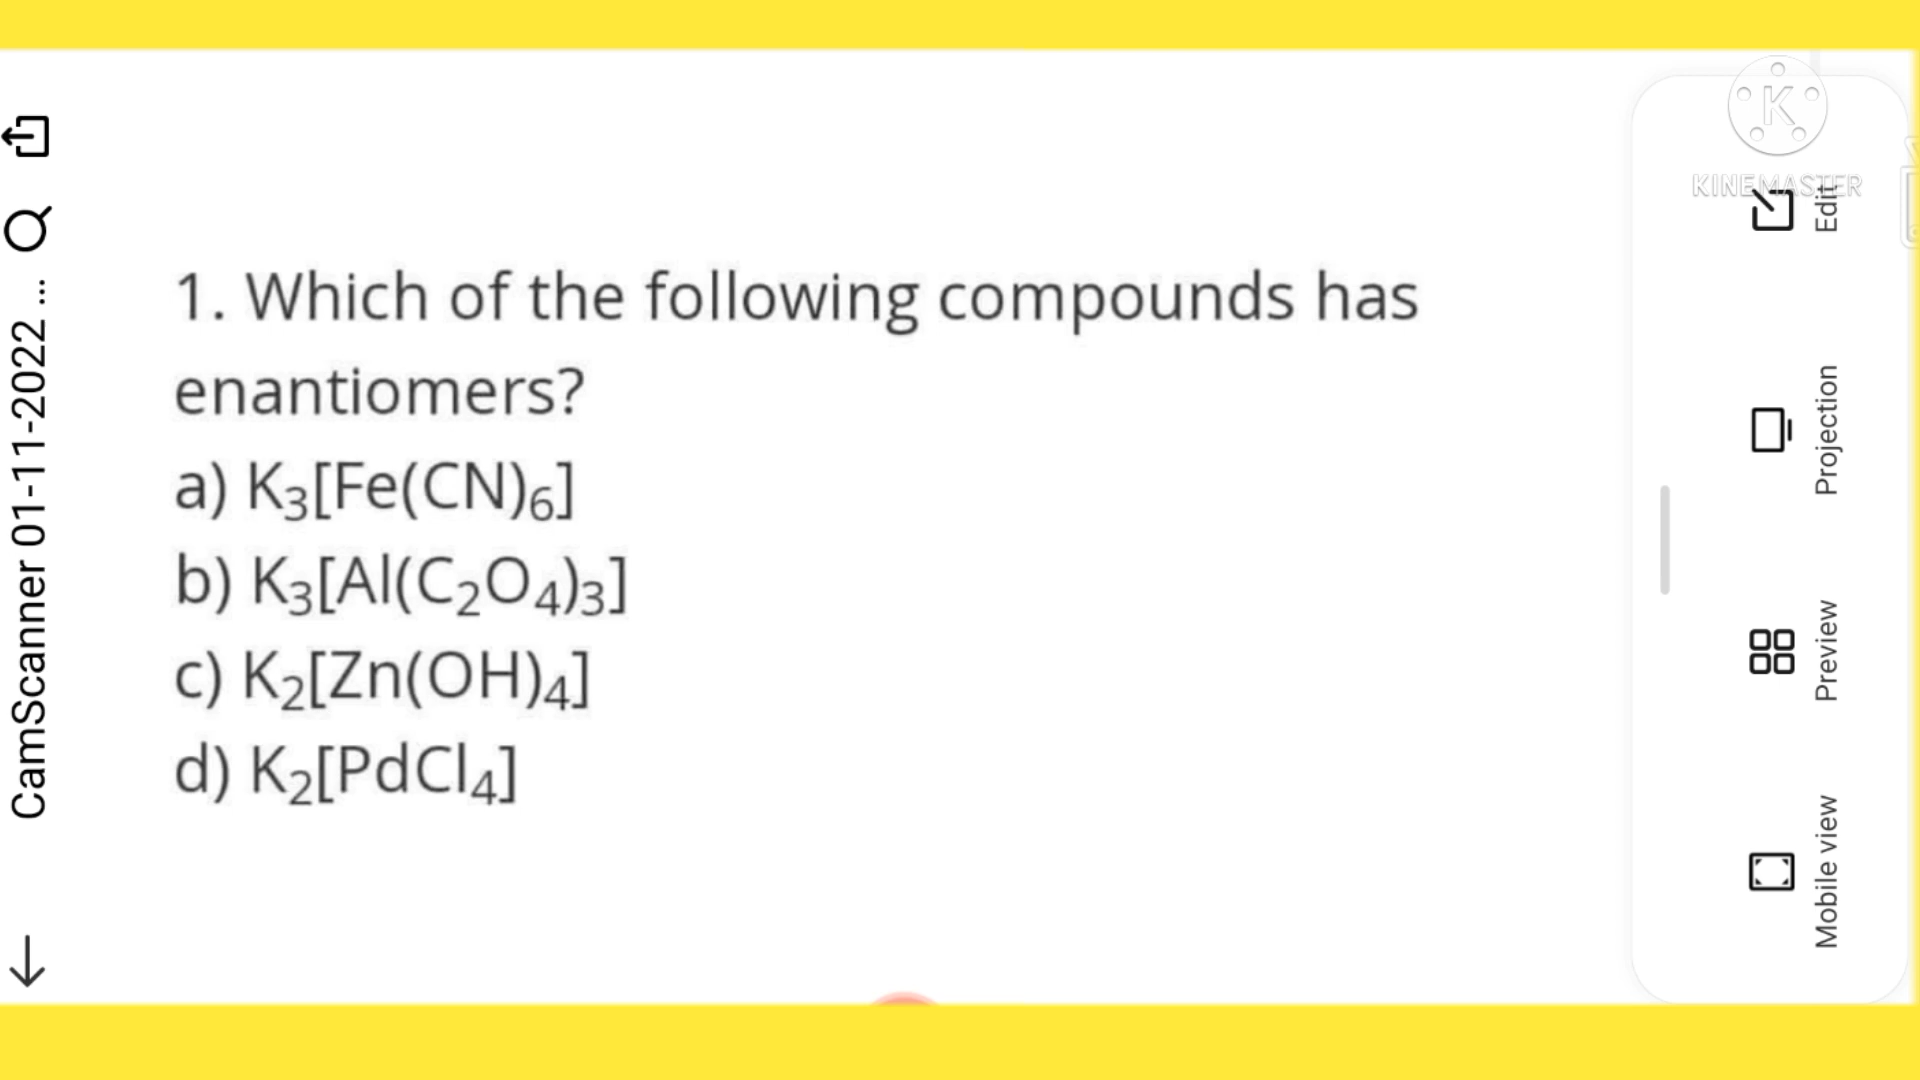 CamScanner 01-11-2022 ...
1. Which of the following compounds has
enantiomers?
a) K₃[Fe(CN)₆]
b) K₃[Al(C₂O₄)₃]
c) K₂[Zn(OH)₄]
d) K₂[PdCl₄]
K
KINEMASTER
Edit
Projection
Preview
Mobile view